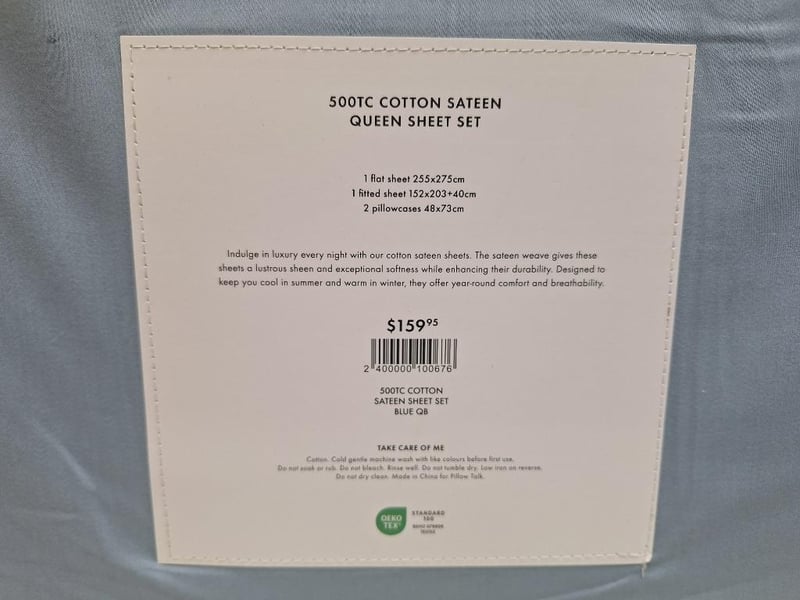 500TC COTTON SATEEN
QUEEN SHEET SET
1 flat sheet 255x275cm
1 fitted sheet 152x203+40cm
2 pillowcases 48x73cm
Indulge in luxury every night with our cotton sateen sheets. The sateen weave gives these
sheets a lustrous sheen and exceptional softness while enhancing their durability. Designed to
keep you cool in summer and warm in winter, they offer year-round comfort and breathability.
$159⁹⁵
2 400000 100676
500TC COTTON
SATEEN SHEET SET
BLUE QB
TAKE CARE OF ME
Cotton. Cold gentle machine wash with like colours before first use.
Do not soak or rub. Do not bleach. Rinse well. Do not tumble dry. Low iron on reverse.
Do not dry clean. Made in China for Pillow Talk.
OEKO
TEX®
STANDARD
100